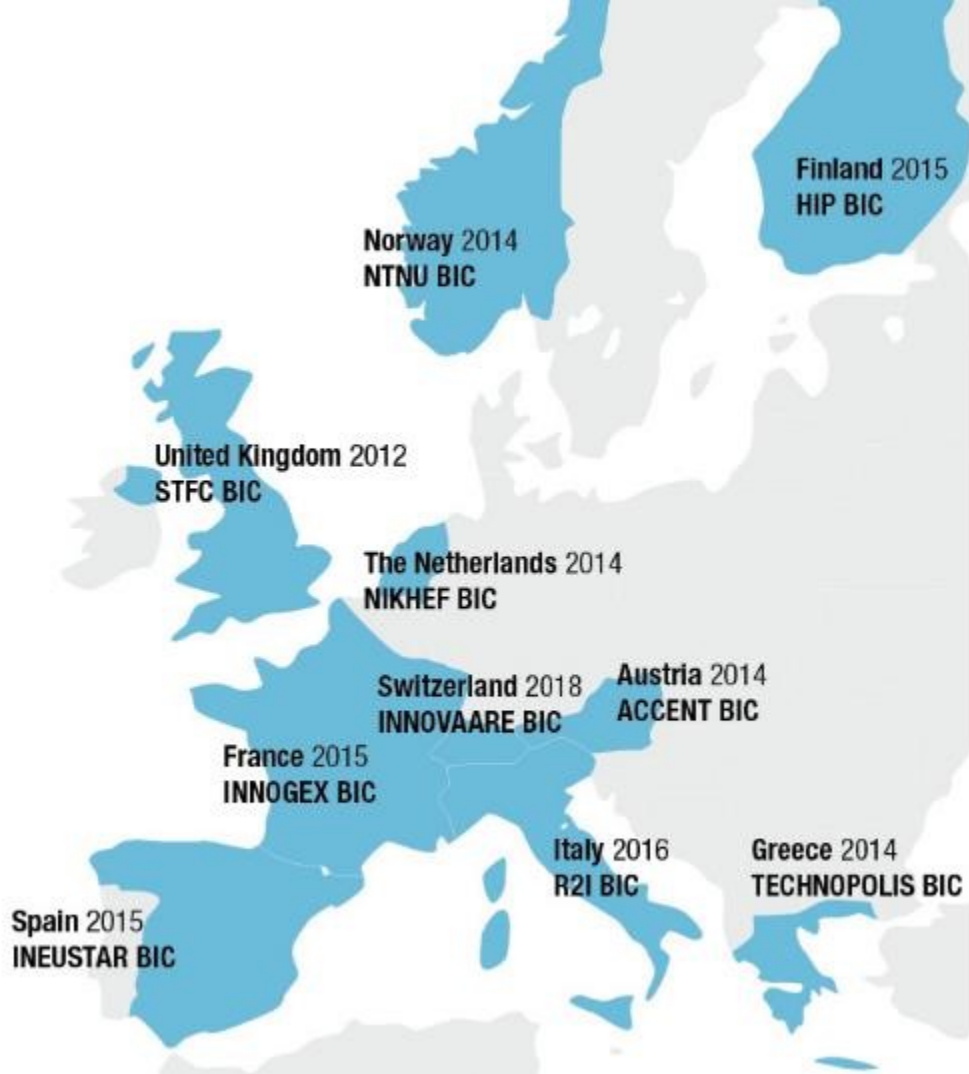 Finland 2015
HIP BIC
Norway 2014
NTNU BIC
United Kingdom 2012
STFC BIC
The Netherlands 2014
NIKHEF BIC
Switzerland 2018
INNOVAARE BIC
Austria 2014
ACCENT BIC
France 2015
INNOGEX BIC
Italy 2016
R2I BIC
Greece 2014
TECHNOPOLIS BIC
Spain 2015
INEUSTAR BIC